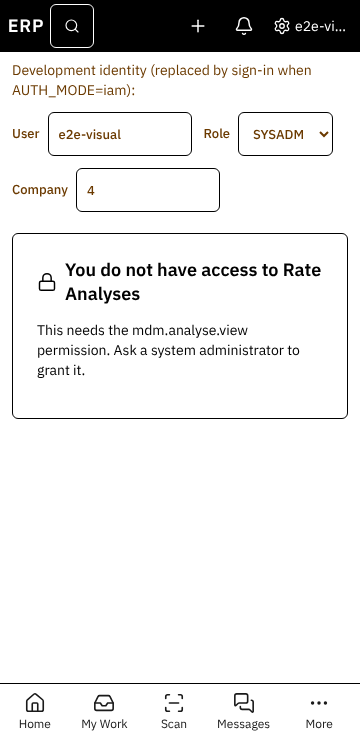 ERP
e2e-vi...
Development identity (replaced by sign-in when
AUTH_MODE=iam):
User e2e-visual Role SYSADM
Company 4
You do not have access to Rate
Analyses
This needs the mdm.analyse.view
permission. Ask a system administrator to
grant it.
Home My Work Scan Messages More